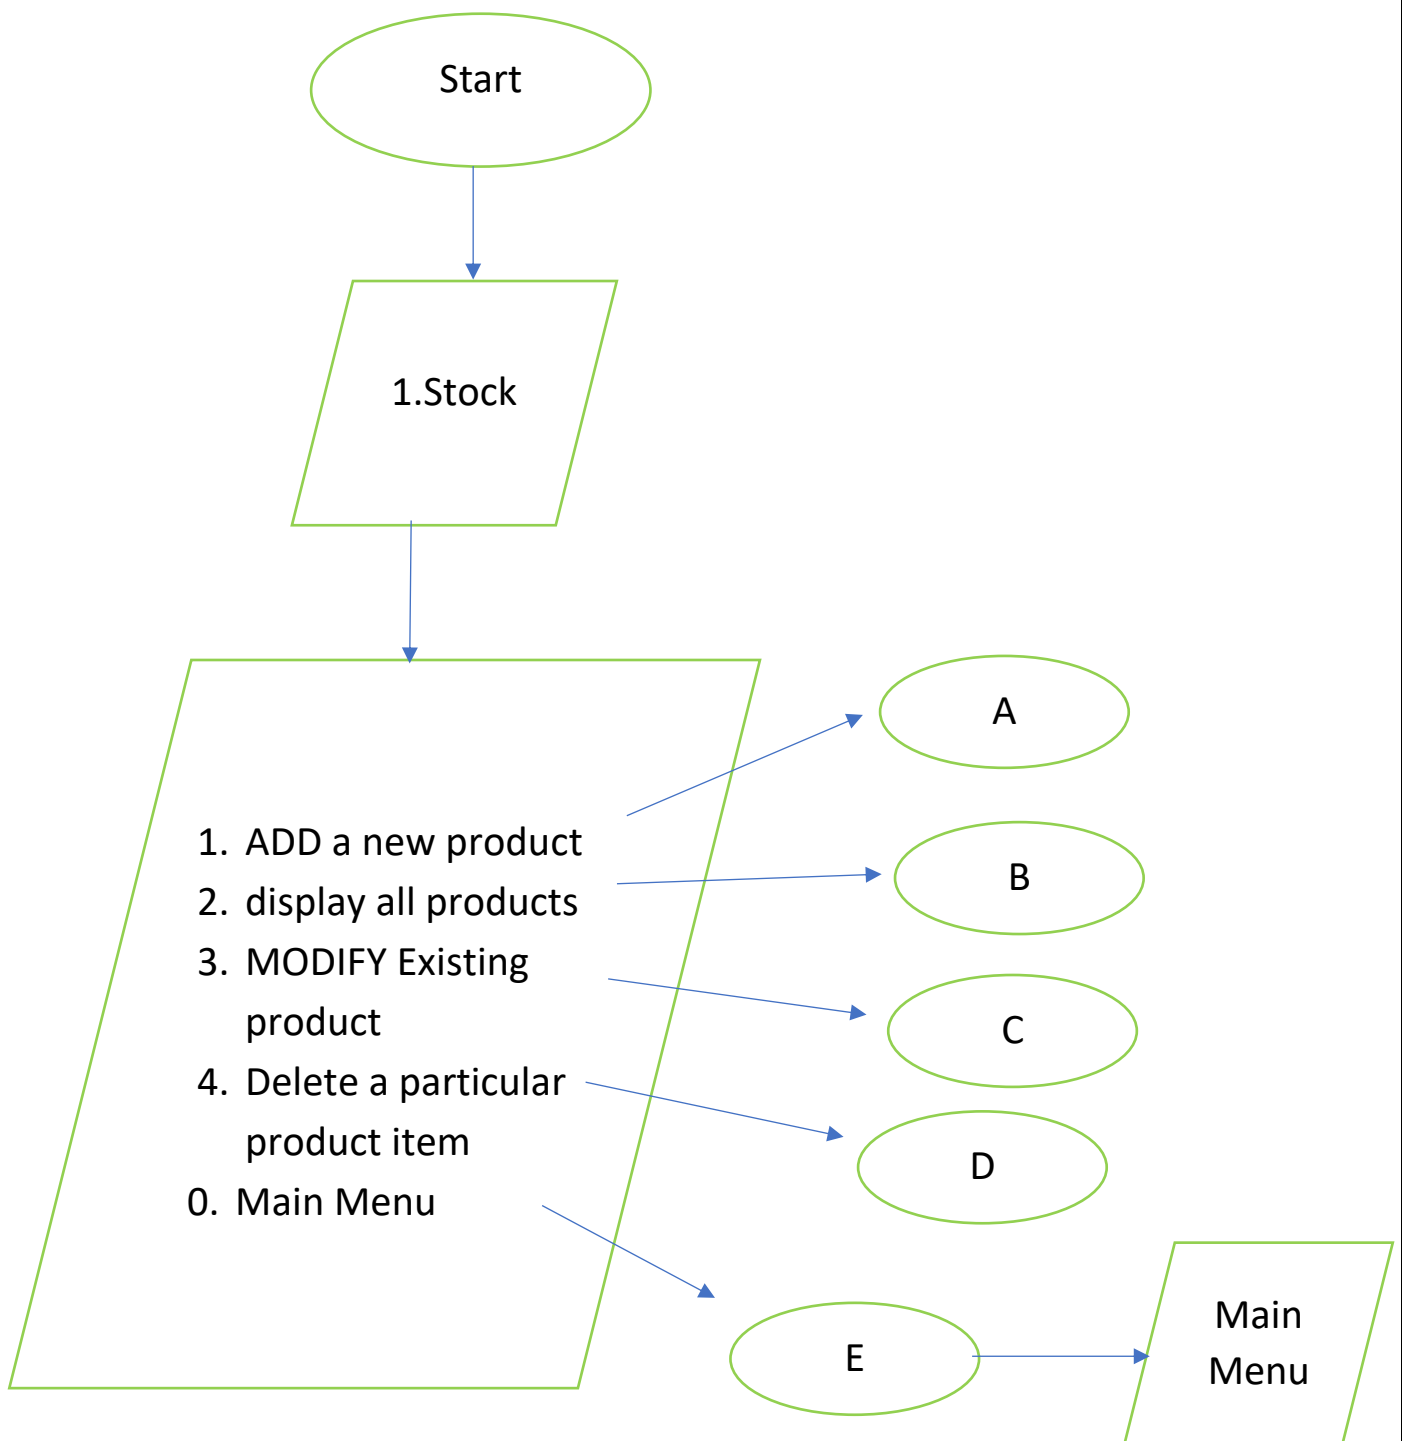 Start
1.Stock
1. ADD a new product
2. display all products
3. MODIFY Existing
product
4. Delete a particular
product item
0. Main Menu
A
B
C
D
E
Main
Menu